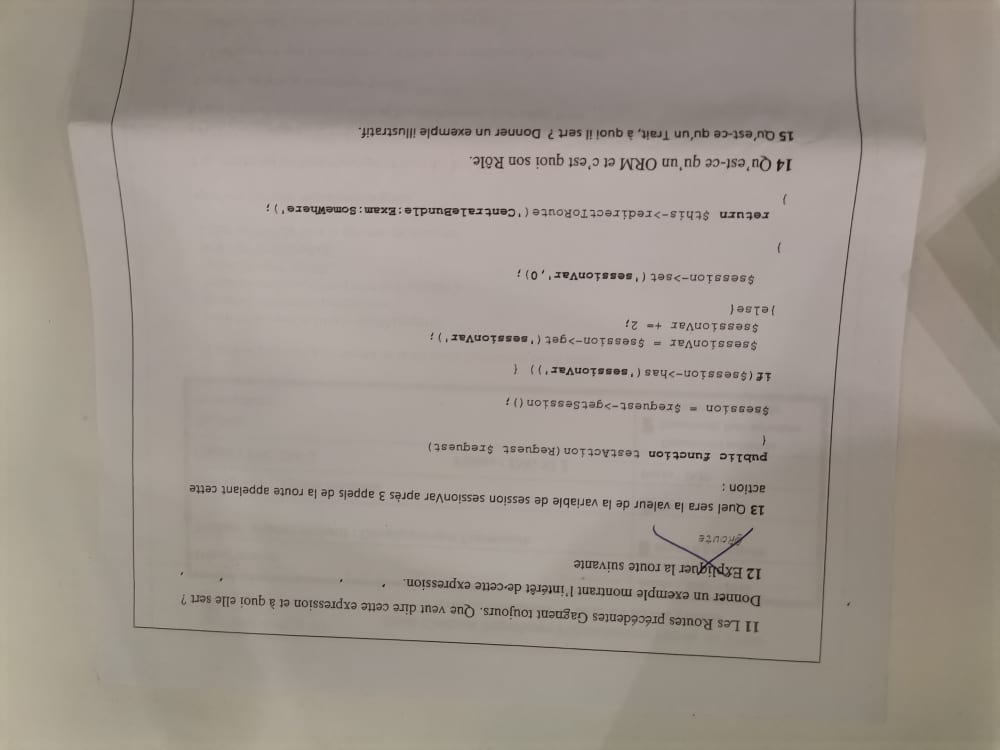 11 Les Routes précédentes Gagnent toujours. Que veut dire cette expression et à quoi elle sert ?
Donner un exemple montrant l'intérêt de cette expression.
12 Expliquer la route suivante
@Route
13 Quel sera la valeur de la variable de session sessionVar après 3 appels de la route appelant cette
action :
public function testAction(Request $request)
{
$session = $request->getSession();
if($session->has('sessionVar')) {
$sessionVar = $session->get('sessionVar');
$sessionVar += 2;
}else{
$session->set('sessionVar',0);
}
return $this->redirectToRoute('CentraleBundle:Exam:SomeWhere');
}
14 Qu'est-ce qu'un ORM et c'est quoi son Rôle.
15 Qu'est-ce qu'un Trait, à quoi il sert ? Donner un exemple illustratif.